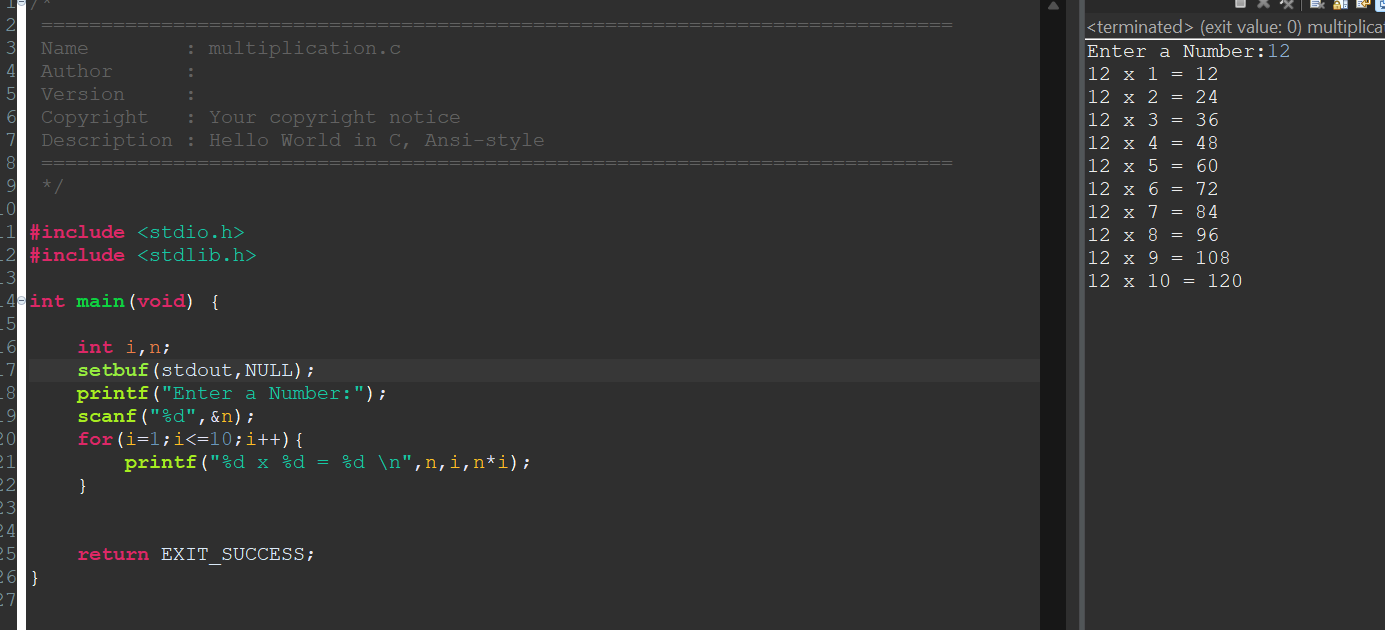 1 /*
2 ============================================================================
3 Name        : multiplication.c
4 Author      :
5 Version     :
6 Copyright   : Your copyright notice
7 Description : Hello World in C, Ansi-style
8 ============================================================================
9 */
10
11 #include <stdio.h>
12 #include <stdlib.h>
13
14 int main(void) {
15
16     int i,n;
17     setbuf(stdout,NULL);
18     printf("Enter a Number:");
19     scanf("%d",&n);
20     for(i=1;i<=10;i++){
21         printf("%d x %d = %d \n",n,i,n*i);
22     }
23
24
25     return EXIT_SUCCESS;
26 }
27
<terminated> (exit value: 0) multiplicat
Enter a Number:12
12 x 1 = 12
12 x 2 = 24
12 x 3 = 36
12 x 4 = 48
12 x 5 = 60
12 x 6 = 72
12 x 7 = 84
12 x 8 = 96
12 x 9 = 108
12 x 10 = 120